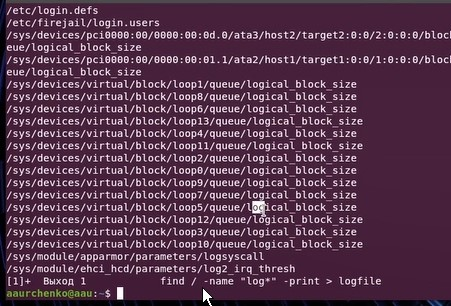 /etc/login.defs
/etc/firejail/login.users
/sys/devices/pci0000:00/0000:00:0d.0/ata3/host2/target2:0:0/2:0:0:0/block
eue/logical_block_size
/sys/devices/pci0000:00/0000:00:01.1/ata2/host1/target1:0:0/1:0:0:0/block
eue/logical_block_size
/sys/devices/virtual/block/loop1/queue/logical_block_size
/sys/devices/virtual/block/loop8/queue/logical_block_size
/sys/devices/virtual/block/loop6/queue/logical_block_size
/sys/devices/virtual/block/loop13/queue/logical_block_size
/sys/devices/virtual/block/loop4/queue/logical_block_size
/sys/devices/virtual/block/loop11/queue/logical_block_size
/sys/devices/virtual/block/loop2/queue/logical_block_size
/sys/devices/virtual/block/loop0/queue/logical_block_size
/sys/devices/virtual/block/loop9/queue/logical_block_size
/sys/devices/virtual/block/loop7/queue/logical_block_size
/sys/devices/virtual/block/loop5/queue/logical_block_size
/sys/devices/virtual/block/loop12/queue/logical_block_size
/sys/devices/virtual/block/loop3/queue/logical_block_size
/sys/devices/virtual/block/loop10/queue/logical_block_size
/sys/module/apparmor/parameters/logsyscall
/sys/module/ehci_hcd/parameters/log2_irq_thresh
[1]+ Выход 1 find / -name "log*" -print > logfile
aaurchenko@aau:~$